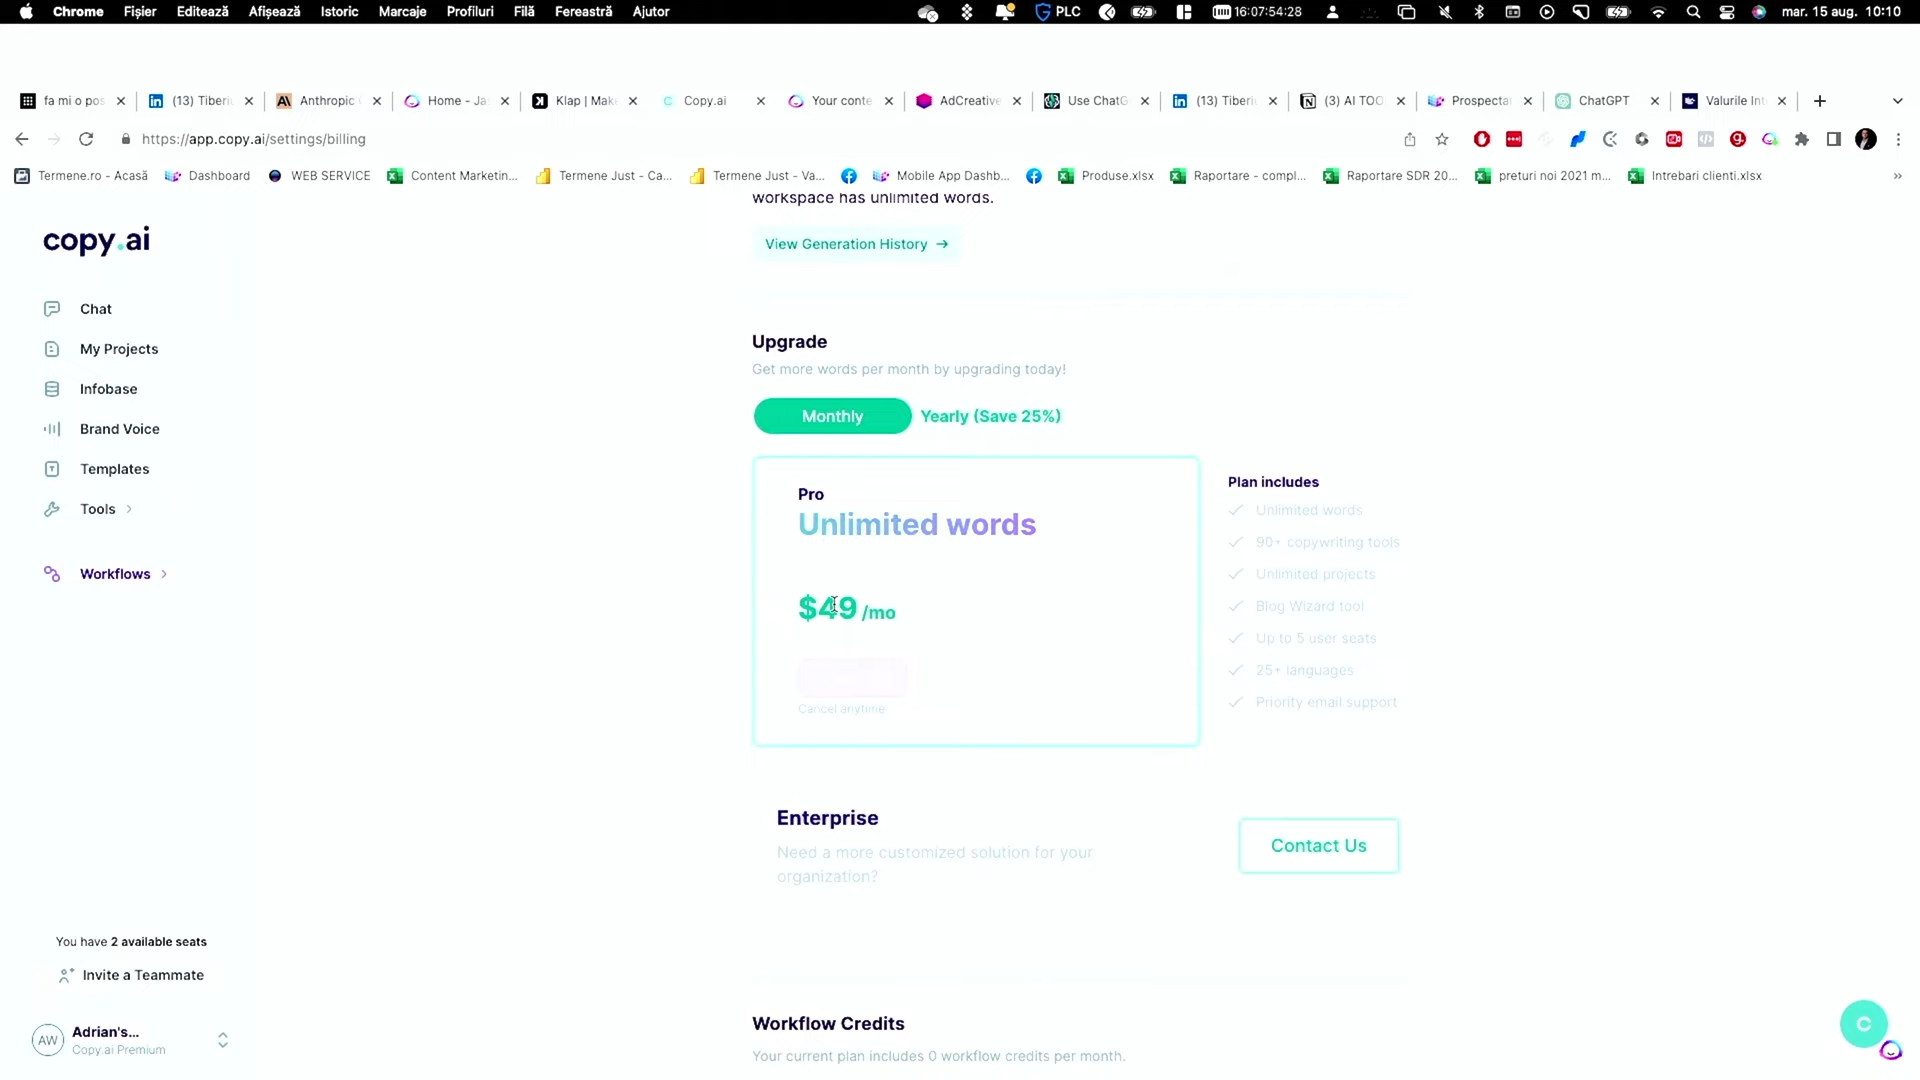 Chrome Fișier Editează Afișează Istoric Marcaje Profiluri Filă Fereastră Ajutor PLC 16:07:54:28 mar. 15 aug. 10:10
fa mi o pos (13) Tiberi Anthropic Home - Ja Klap | Make Copy.ai Your conte AdCreative Use ChatG (13) Tiberi (3) AI TOO Prospecta ChatGPT Valurile Int
https://app.copy.ai/settings/billing
Termene.ro - Acasă Dashboard WEB SERVICE Content Marketin... Termene Just - Ca... Termene Just - Va... Mobile App Dashb... Produse.xlsx Raportare - compl... Raportare SDR 20... preturi noi 2021 m... Intrebari clienti.xlsx »
copy.ai
Chat
My Projects
Infobase
Brand Voice
Templates
Tools
Workflows
You have 2 available seats
Invite a Teammate
AW
Adrian's...
Copy.ai Premium
workspace has unlimited words.
View Generation History →
Upgrade
Get more words per month by upgrading today!
Monthly Yearly (Save 25%)
Pro
Unlimited words
$49 /mo
Cancel anytime
Plan includes
Unlimited words
90+ copywriting tools
Unlimited projects
Blog Wizard tool
Up to 5 user seats
25+ languages
Priority email support
Enterprise
Need a more customized solution for your
organization?
Contact Us
Workflow Credits
Your current plan includes 0 workflow credits per month.